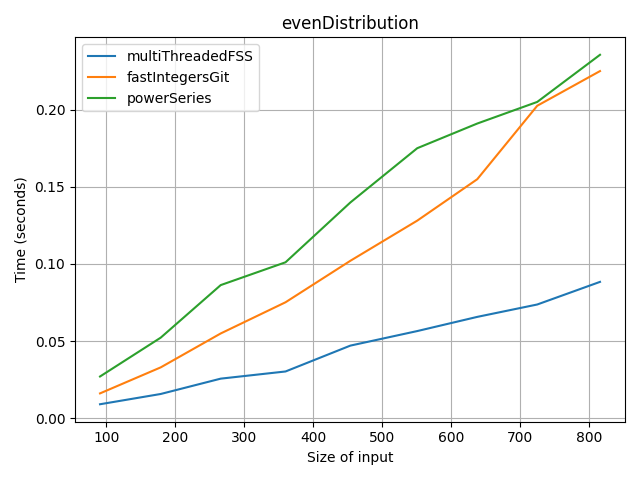 evenDistribution
multiThreadedFSS
fastIntegersGit
powerSeries
0.20
0.15
0.10
0.05
0.00
Time (seconds)
100 200 300 400 500 600 700 800
Size of input